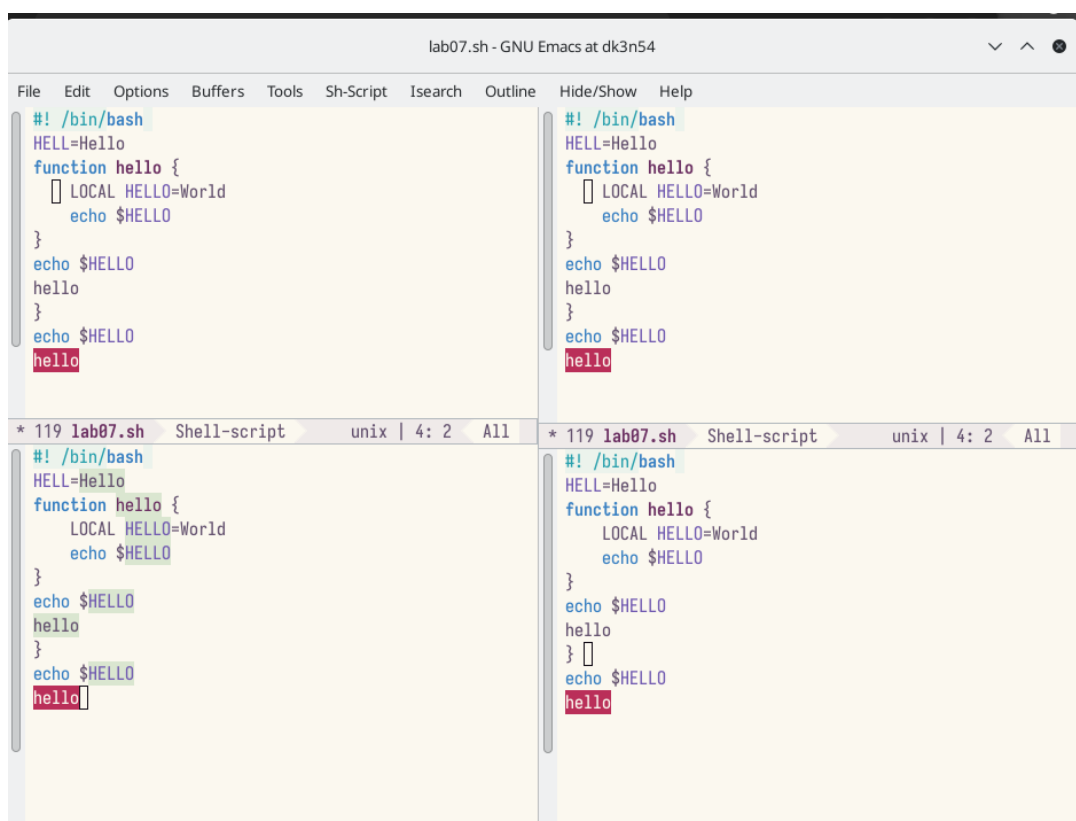 lab07.sh - GNU Emacs at dk3n54
File Edit Options Buffers Tools Sh-Script Isearch Outline Hide/Show Help
#! /bin/bash
HELL=Hello
function hello {
LOCAL HELLO=World
echo $HELLO
}
echo $HELLO
hello
}
echo $HELLO
hello
* 119 lab07.sh Shell-script unix | 4: 2 All
#! /bin/bash
HELL=Hello
function hello {
LOCAL HELLO=World
echo $HELLO
}
echo $HELLO
hello
}
echo $HELLO
hello
* 119 lab07.sh Shell-script unix | 4: 2 All
#! /bin/bash
HELL=Hello
function hello {
LOCAL HELLO=World
echo $HELLO
}
echo $HELLO
hello
}
echo $HELLO
hello
#! /bin/bash
HELL=Hello
function hello {
LOCAL HELLO=World
echo $HELLO
}
echo $HELLO
hello
}
echo $HELLO
hello